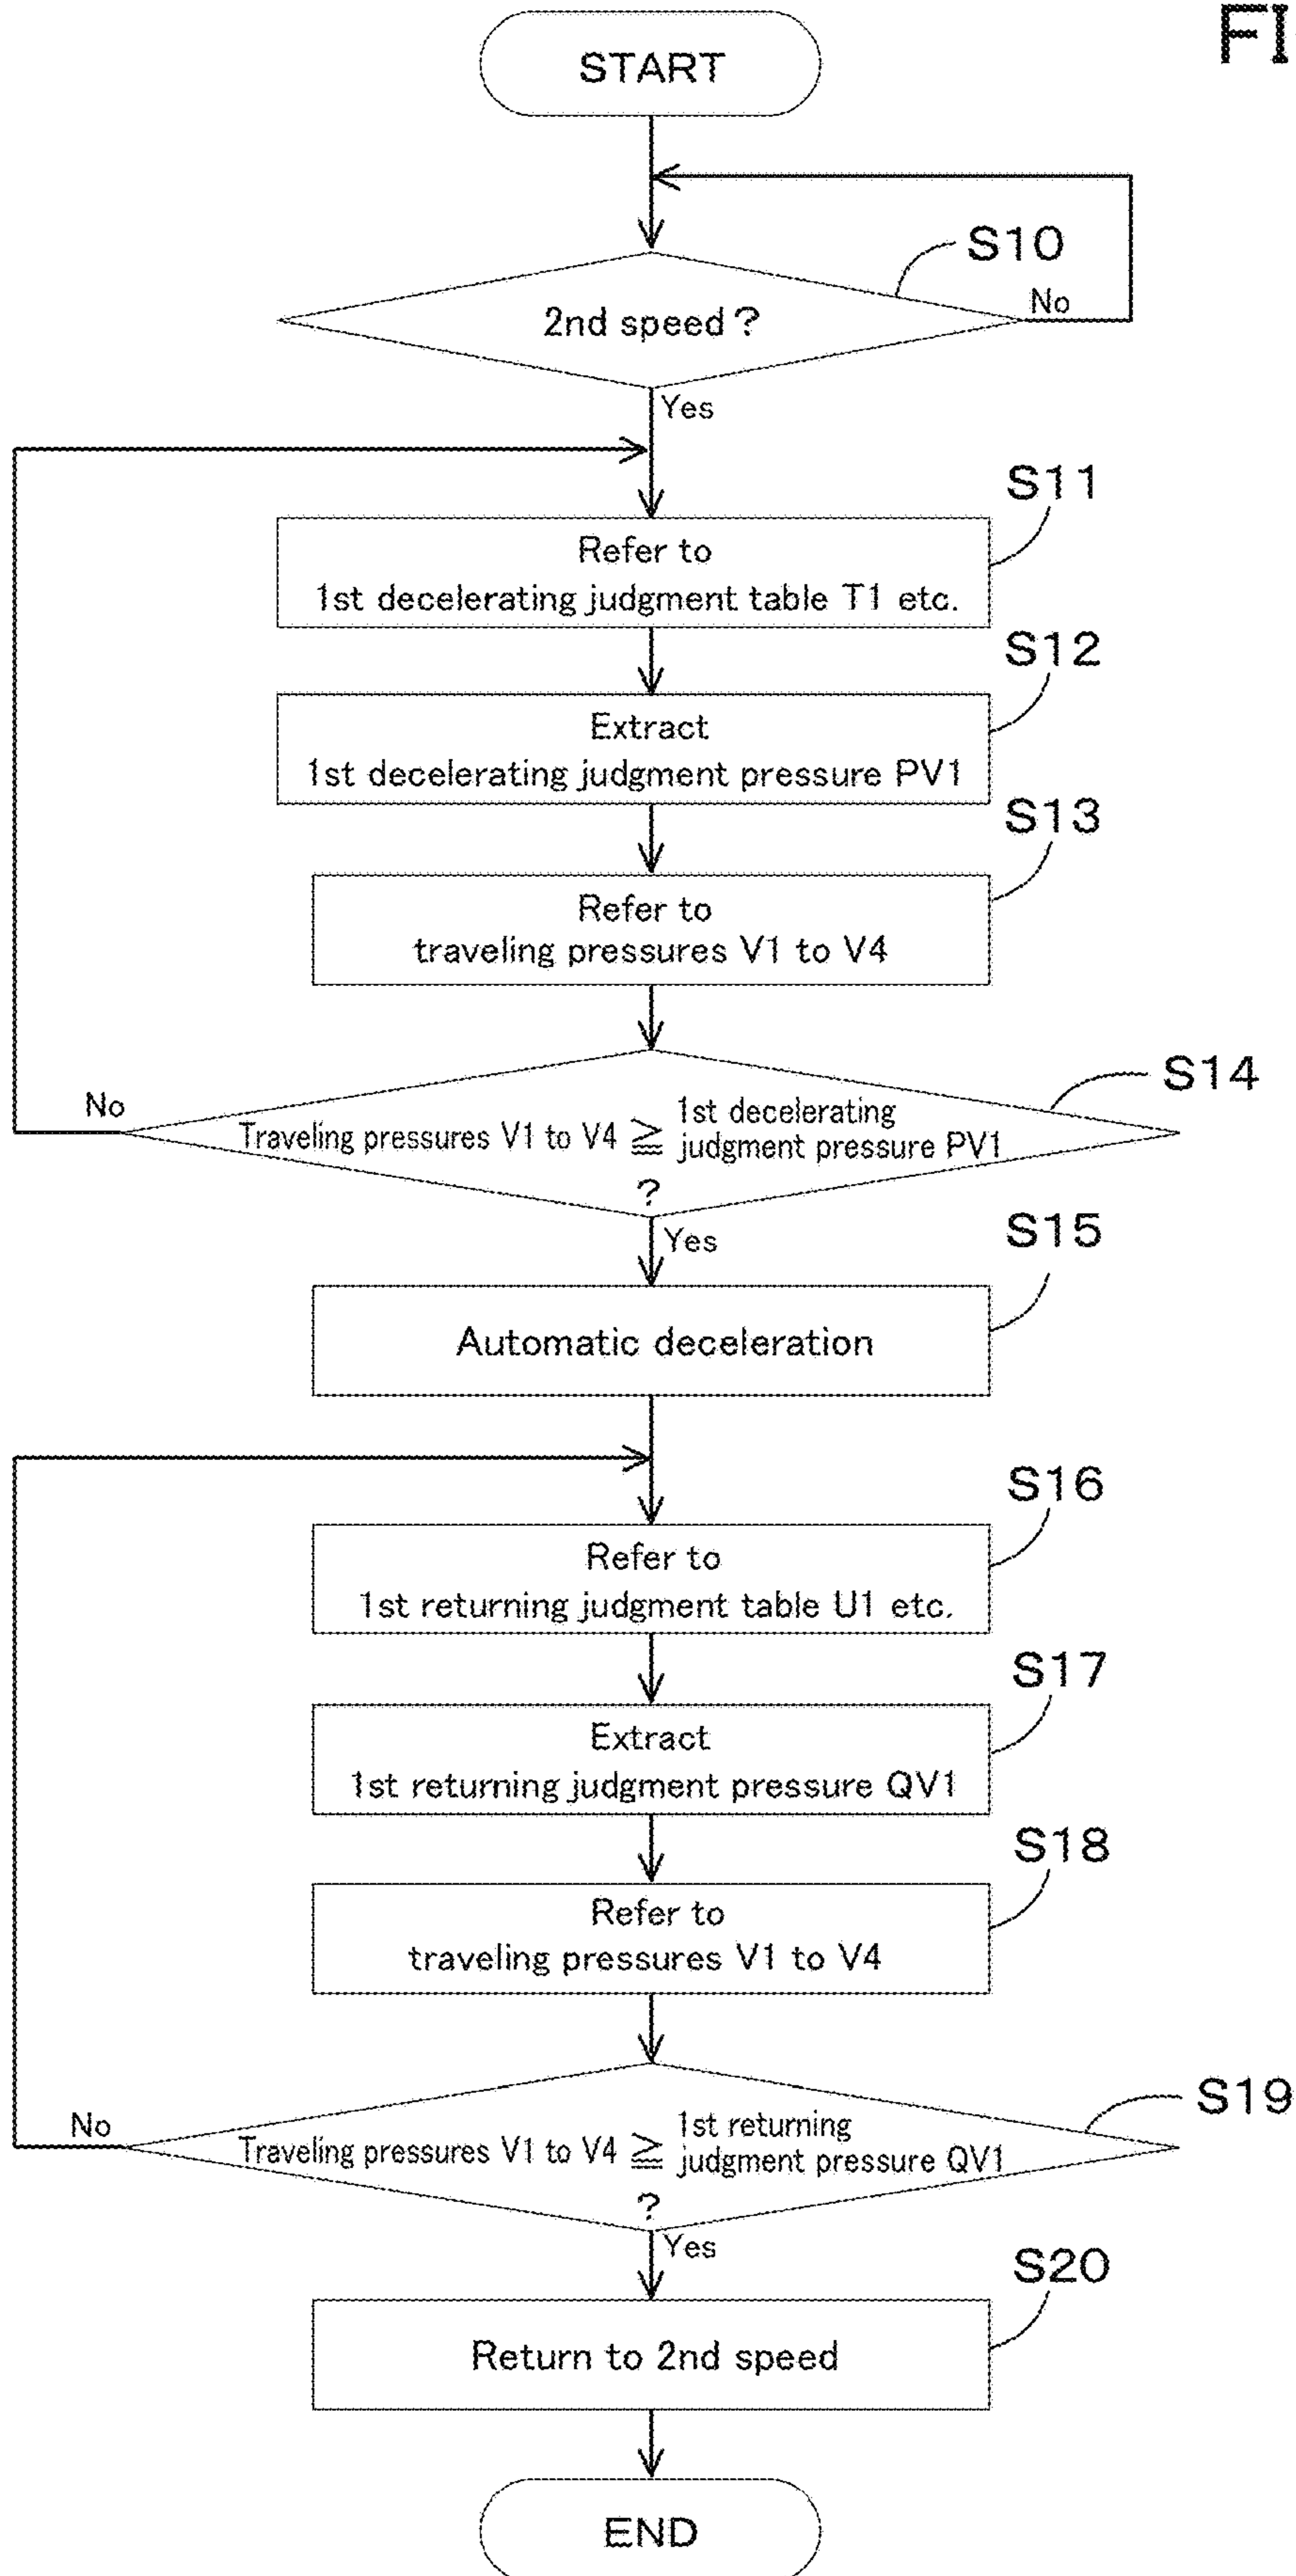 FI
START
S10
2nd speed?
No
Yes
S11
Refer to
1st decelerating judgment table T1 etc.
S12
Extract
1st decelerating judgment pressure PV1
S13
Refer to
traveling pressures V1 to V4
S14
No
Traveling pressures V1 to V4 ≧ 1st decelerating
judgment pressure PV1
?
Yes
S15
Automatic deceleration
S16
Refer to
1st returning judgment table U1 etc.
S17
Extract
1st returning judgment pressure QV1
S18
Refer to
traveling pressures V1 to V4
S19
No
Traveling pressures V1 to V4 ≧ 1st returning
judgment pressure QV1
?
Yes
S20
Return to 2nd speed
END